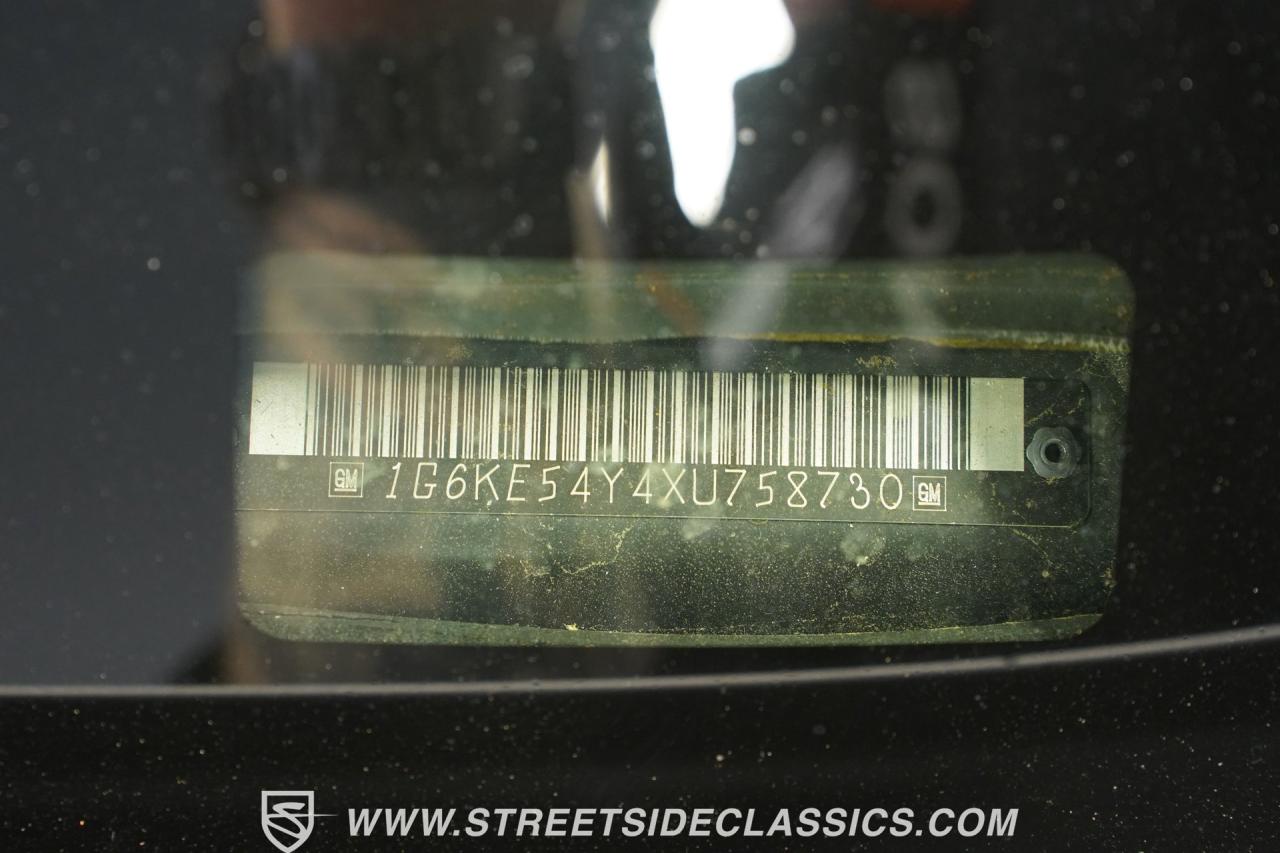 GM 1G6KE54Y4XU758730 GM
WWW.STREETSIDECLASSICS.COM